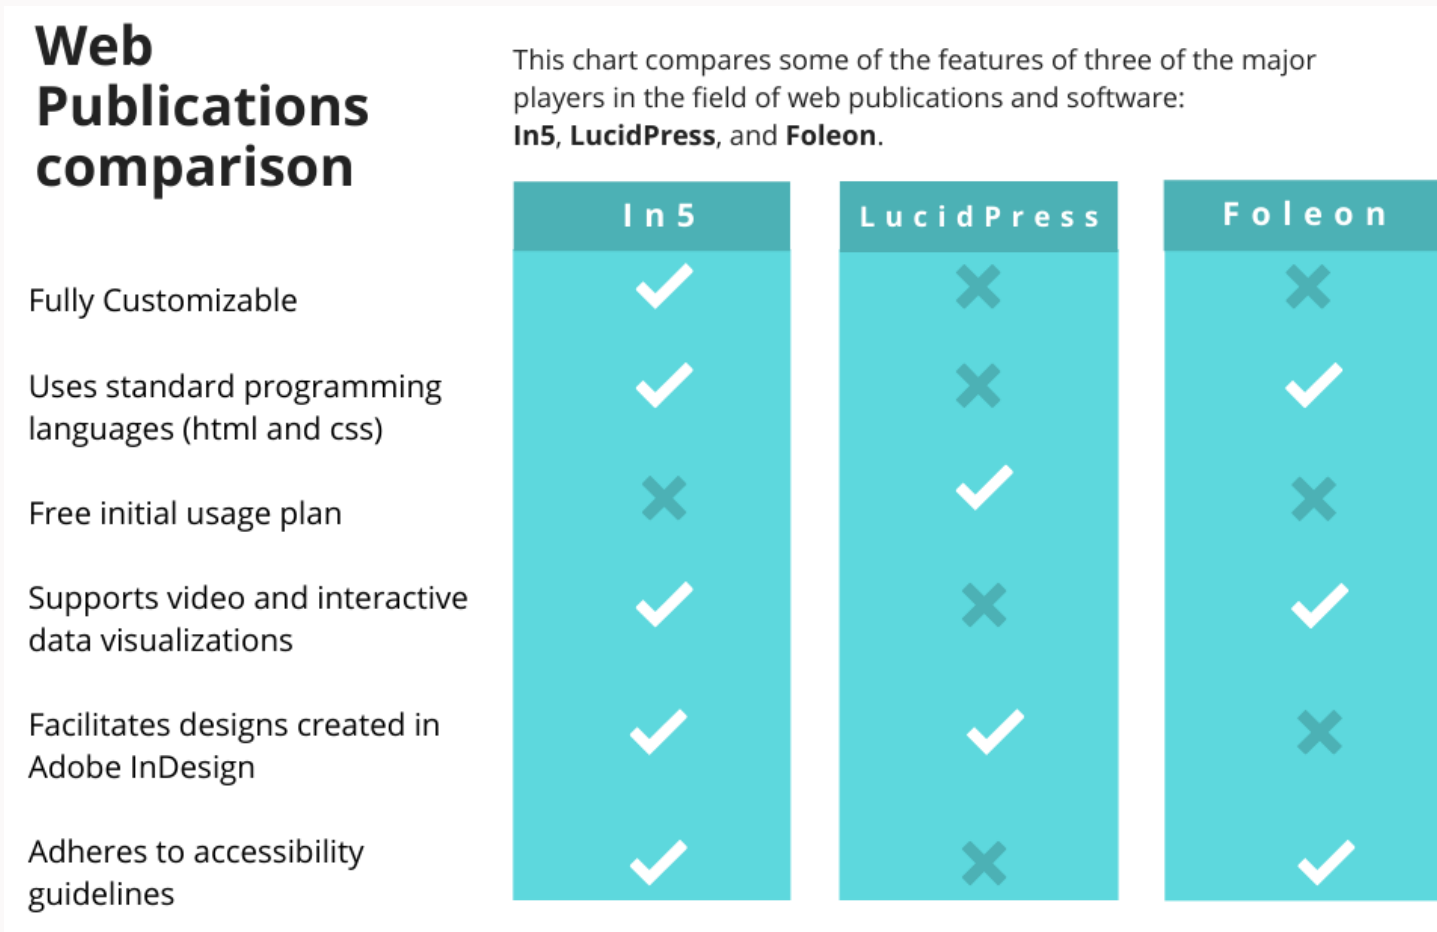 Web
Publications
comparison
This chart compares some of the features of three of the major
players in the field of web publications and software:
In5, LucidPress, and Foleon.
In5
LucidPress
Foleon
Fully Customizable
Uses standard programming
languages (html and css)
Free initial usage plan
Supports video and interactive
data visualizations
Facilitates designs created in
Adobe InDesign
Adheres to accessibility
guidelines